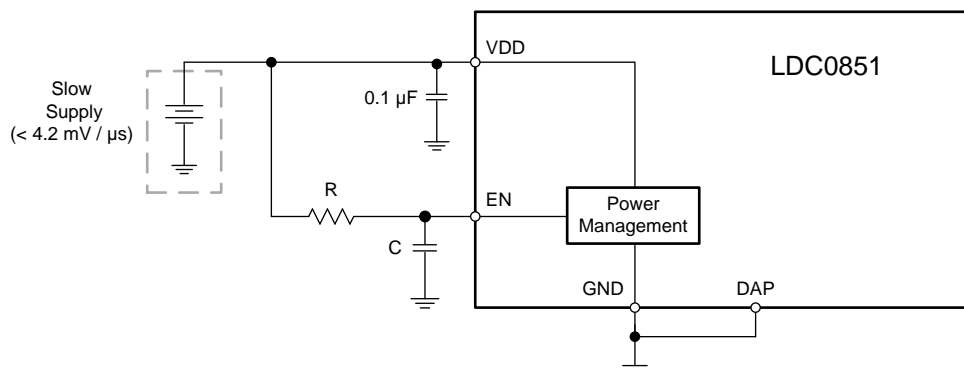 VDD
LDC0851
Slow
Supply
(< 4.2 mV / µs)
0.1 µF
R
EN
Power
Management
C
GND
DAP